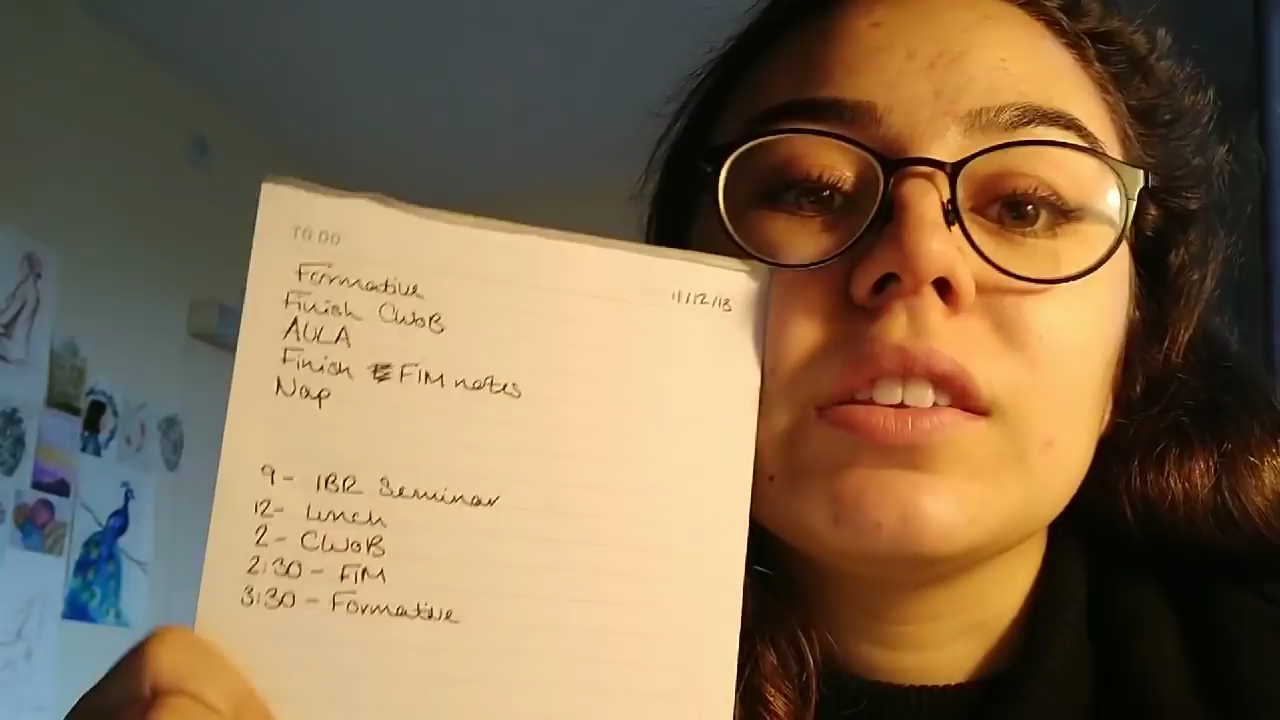 TO DO
11/12/18
Formative
Finish CWOB
AULA
Finish FIM notes
Nap
9 - IBR Seminar
12 - Lunch
2 - CWOB
2:30 - FIM
3:30 - Formative